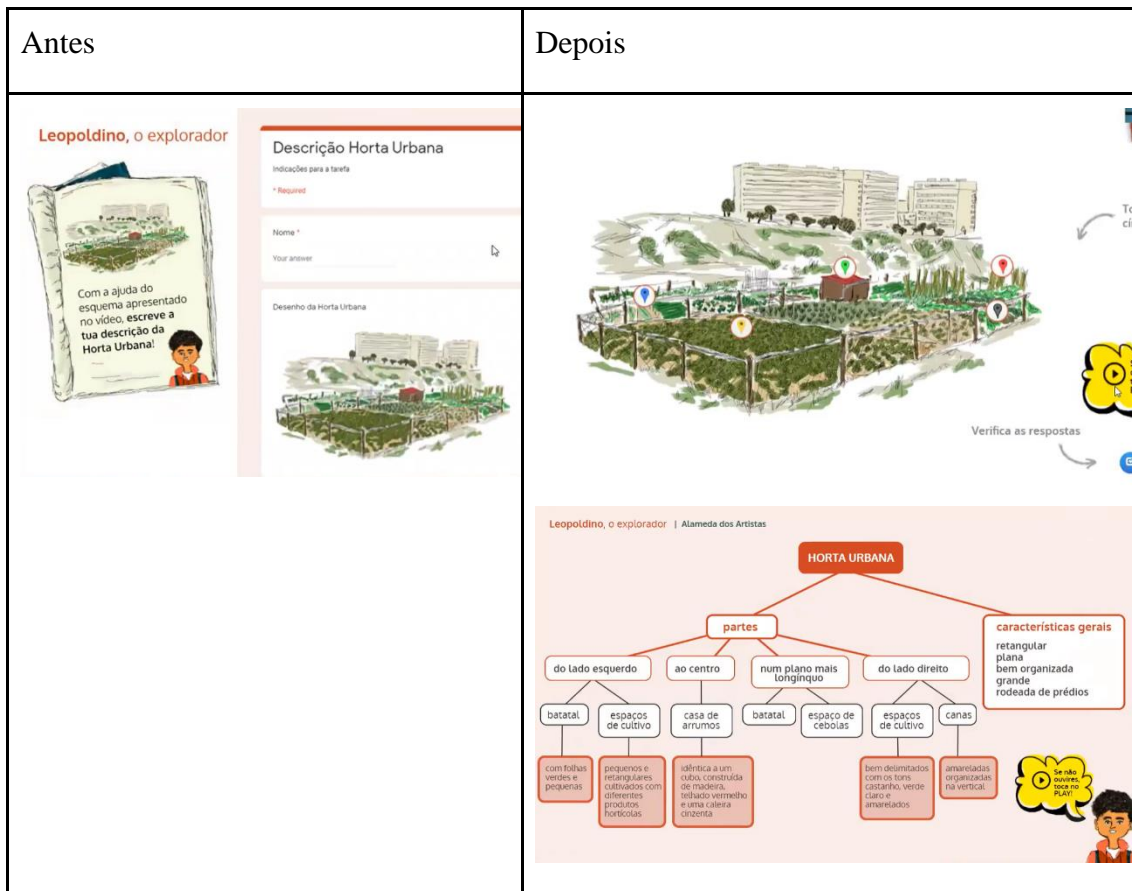 Antes
Depois
Leopoldino, o explorador
Com a ajuda do
esquema apresentado
no vídeo, escreve a
tua descrição da
Horta Urbana!
Descrição Horta Urbana
Indicações para a tarefa
* Required
Nome *
Your answer
Desenho da Horta Urbana
Verifica as respostas
Leopoldino, o explorador | Alameda dos Artistas
HORTA URBANA
partes
características gerais
retangular
plana
bem organizada
grande
rodeada de prédios
do lado esquerdo
ao centro
num plano mais
longínquo
do lado direito
batatal
espaços
de cultivo
casa de
arrumos
batatal
espaço de
cebolas
espaços
de cultivo
canas
com folhas
verdes e
pequenas
pequenos e
retangulares
cultivados com
diferentes
produtos
hortícolas
idêntica a um
cubo, construída
de madeira,
telhado vermelho
e uma caleira
cinzenta
bem delimitados
com os tons
castanho, verde
claro e
amarelados
amareladas
organizadas
na vertical
Se não
ouvires,
toca no
PLAY!